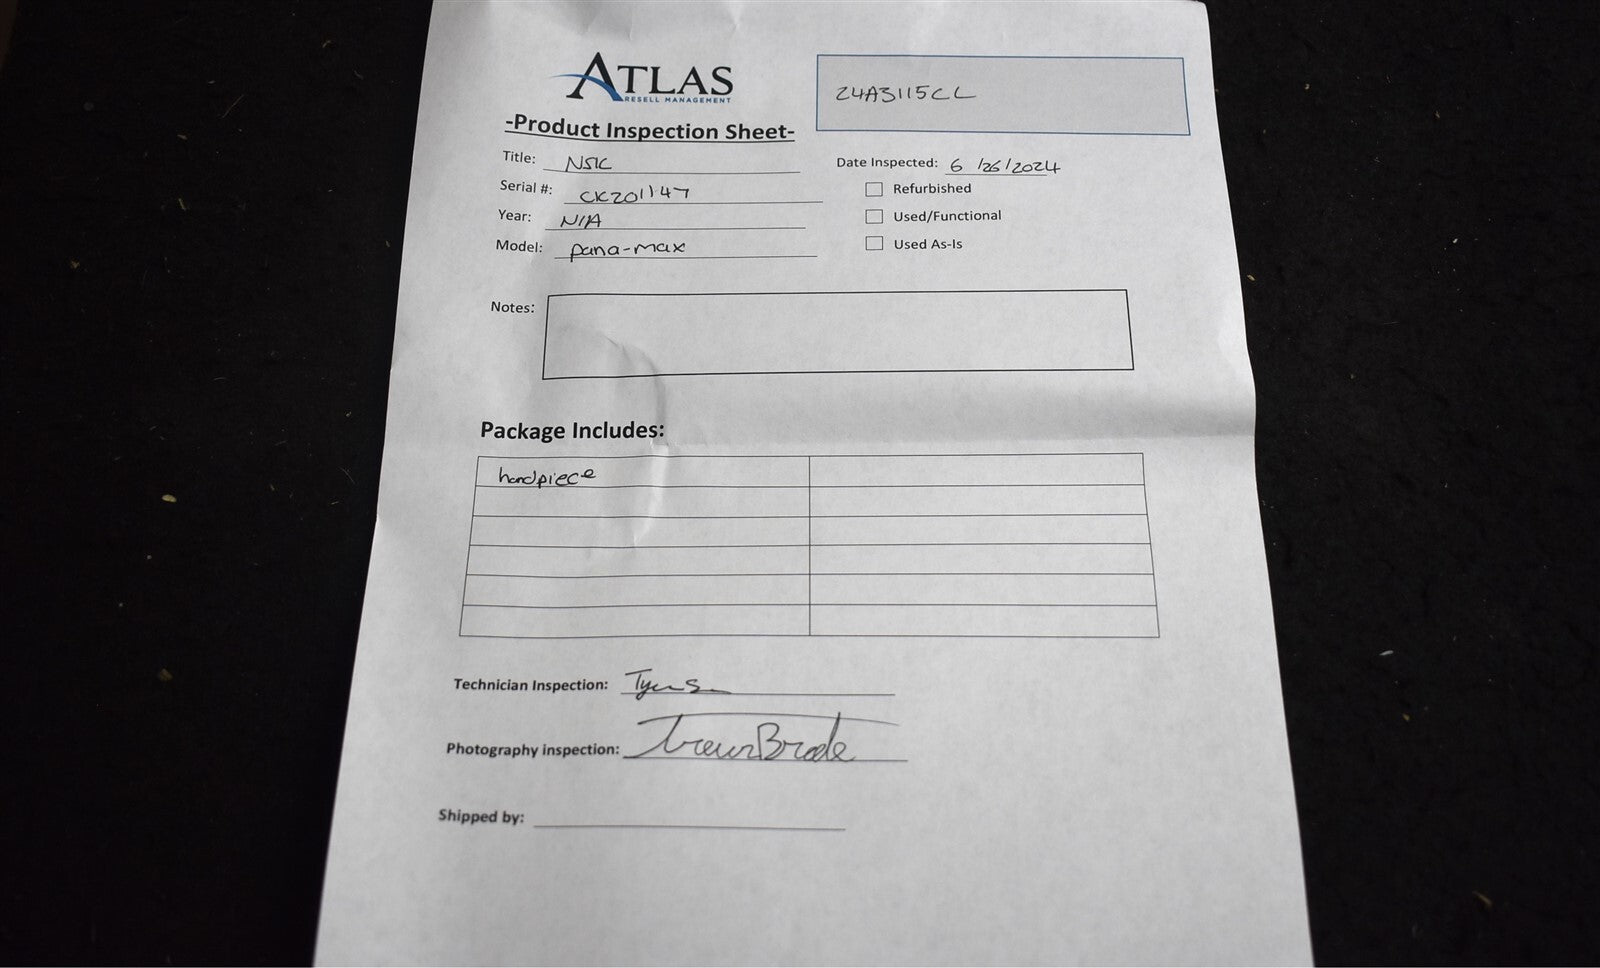 ATLAS
RESELL MANAGEMENT
24A3115CL
-Product Inspection Sheet-
Title: NSK
Date Inspected: 6/26/2024
Serial #: CK201147
Refurbished
Year: N/A
Used/Functional
Model: pana-max
Used As-Is
Notes:
Package Includes:
handpiece
Technician Inspection:
Photography inspection:
Shipped by: